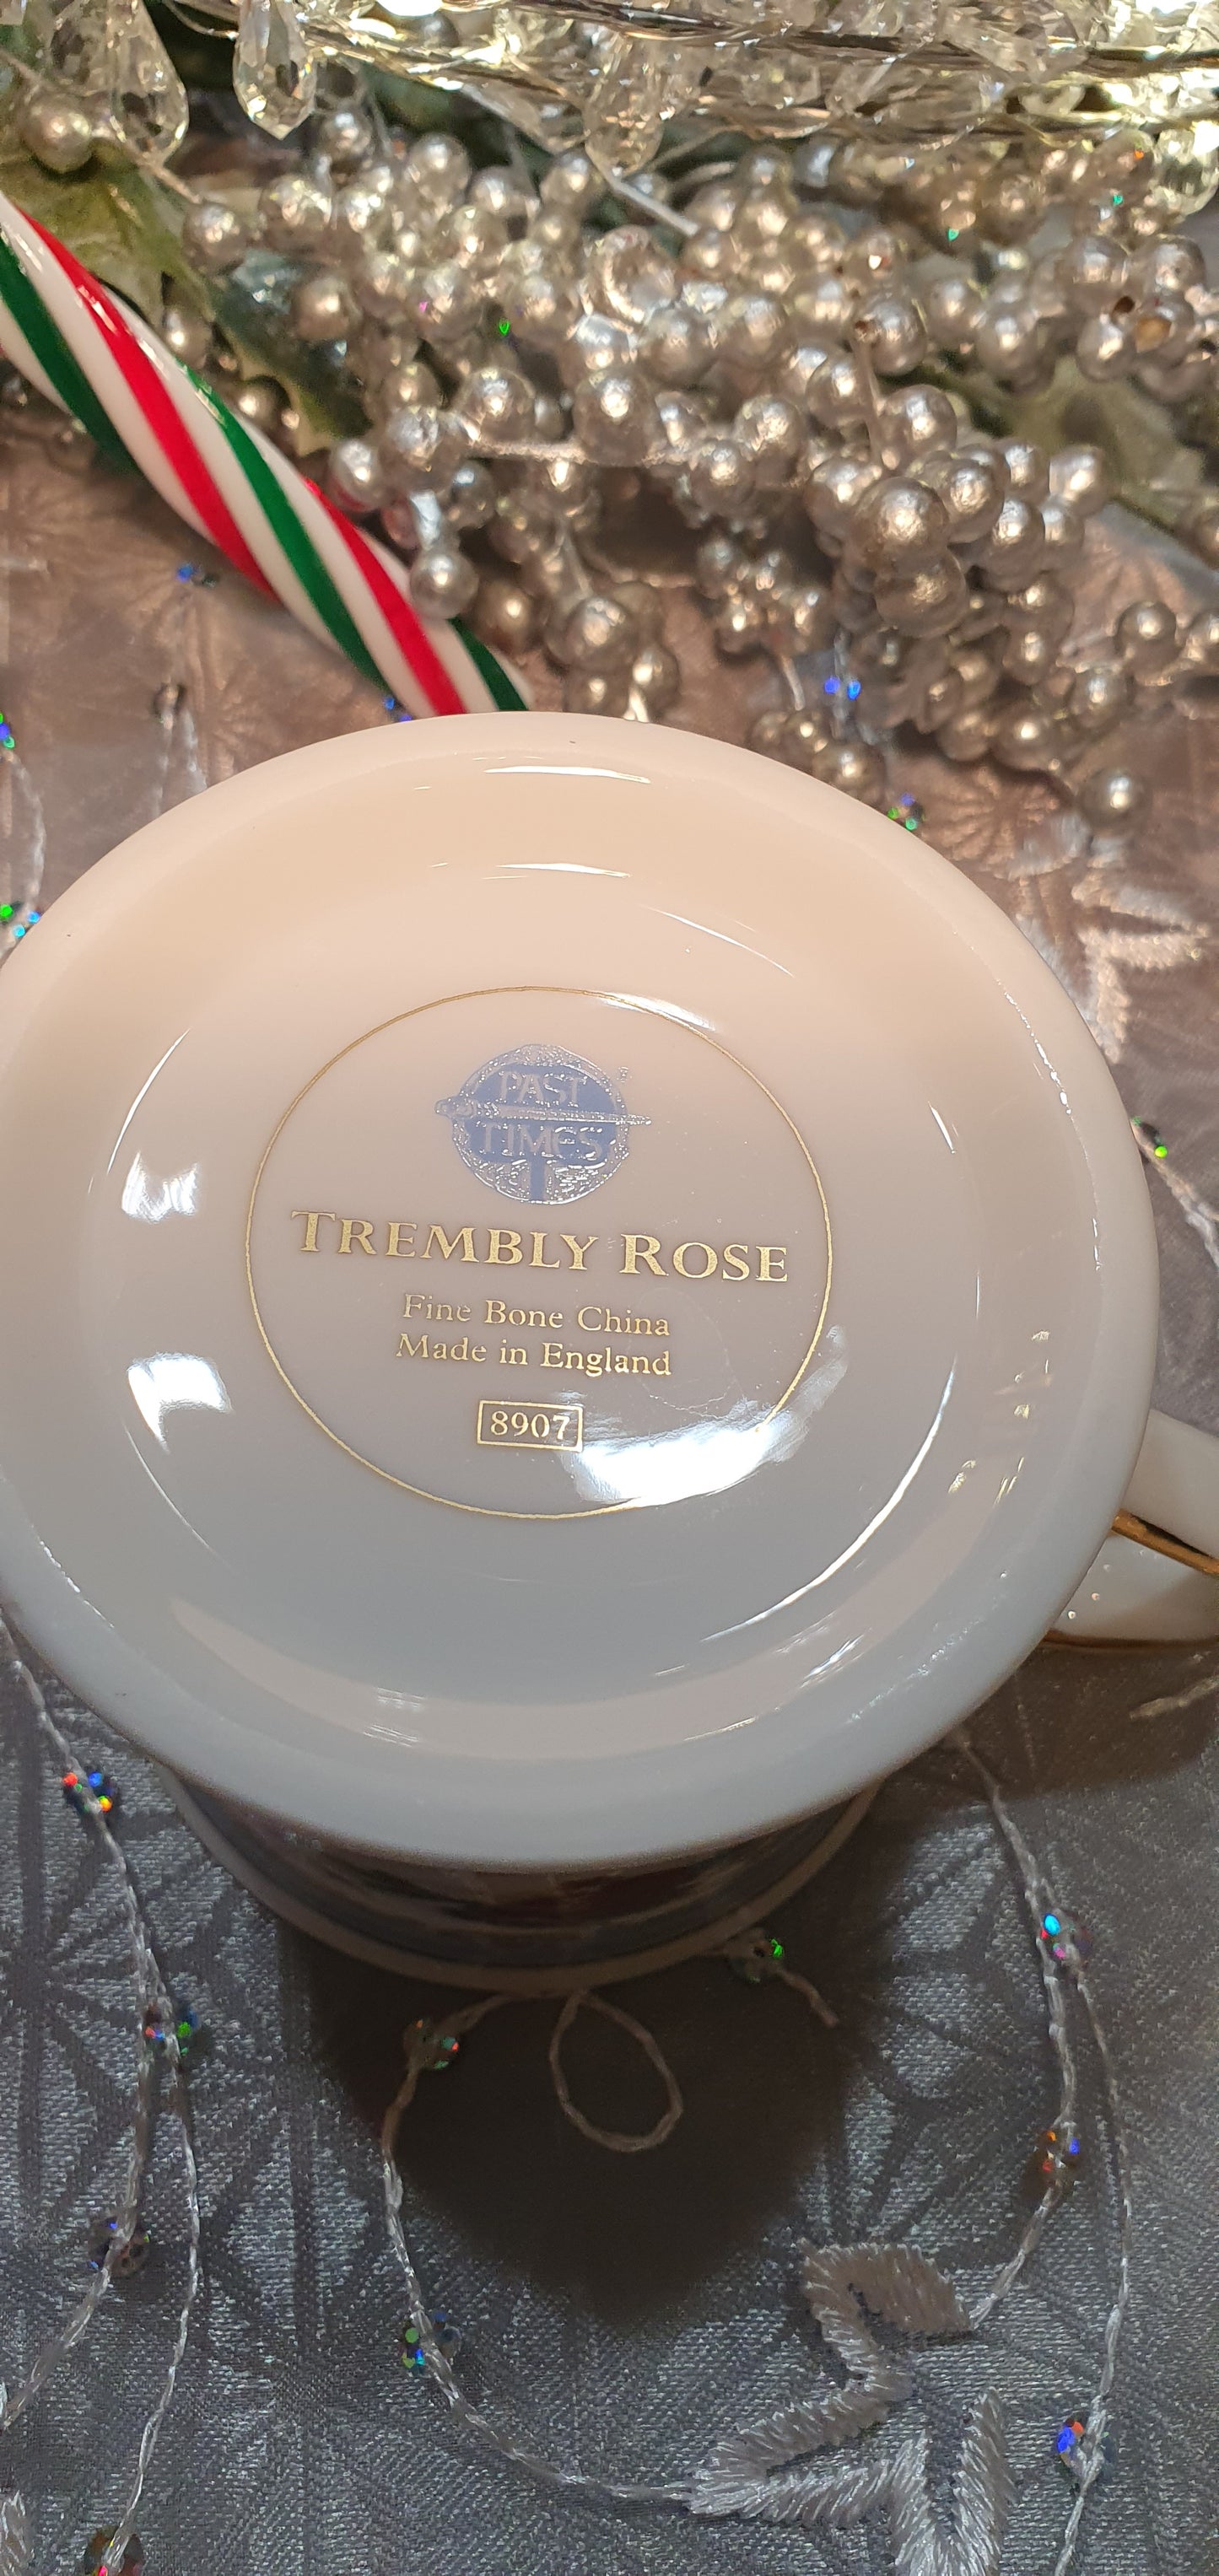 PAST
TIMES
®
TREMBLY ROSE
Fine Bone China
Made in England
8907